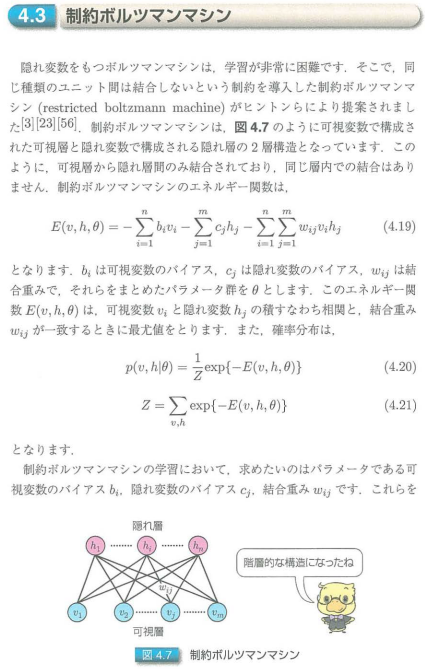 4.3 制約ボルツマンマシン
隠れ変数をもつボルツマンマシンは，学習が非常に困難です．そこで，同
じ種類のユニット間は結合しないという制約を導入した制約ボルツマンマ
シン (restricted boltzmann machine) がヒントンらにより提案されまし
た[3][23][56]．制約ボルツマンマシンは，図 4.7 のように可視変数で構成さ
れた可視層と隠れ変数で構成される隠れ層の 2 層構造となっています．この
ように，可視層から隠れ層間のみ結合されており，同じ層内での結合はあり
ません．制約ボルツマンマシンのエネルギー関数は，
E(v, h, θ) = − ∑_{i=1}^{n} b_i v_i − ∑_{j=1}^{m} c_j h_j − ∑_{i=1}^{n} ∑_{j=1}^{m} w_{ij} v_i h_j (4.19)
となります．b_i は可視変数のバイアス，c_j は隠れ変数のバイアス，w_{ij} は結
合重みで，それらをまとめたパラメータ群を θ とします．このエネルギー関
数 E(v, h, θ) は，可視変数 v_i と隠れ変数 h_j の積すなわち相関と，結合重み
w_{ij} が一致するときに最尤値をとります．また，確率分布は，
p(v, h|θ) = 1/Z exp{−E(v, h, θ)} (4.20)
Z = ∑_{v,h} exp{−E(v, h, θ)} (4.21)
となります．
制約ボルツマンマシンの学習において，求めたいのはパラメータである可
視変数のバイアス b_i，隠れ変数のバイアス c_j，結合重み w_{ij} です．これらを
隠れ層
h_1 ........ h_i ........ h_n
w_{ij}
v_1 v_2 ........ v_j ........ v_m
可視層
階層的な構造になったね
図 4.7 制約ボルツマンマシン